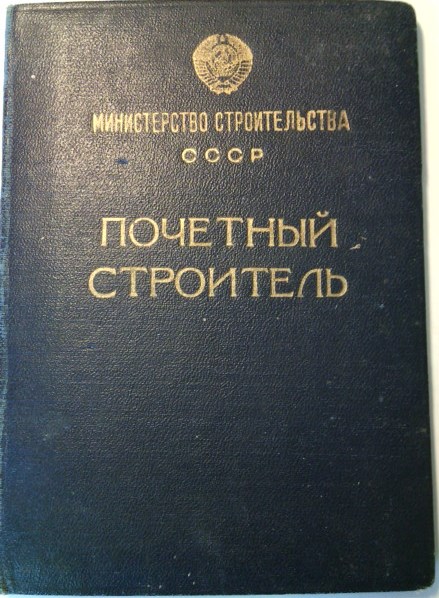 МИНИСТЕРСТВО СТРОИТЕЛЬСТВА
СССР
ПОЧЕТНЫЙ
СТРОИТЕЛЬ